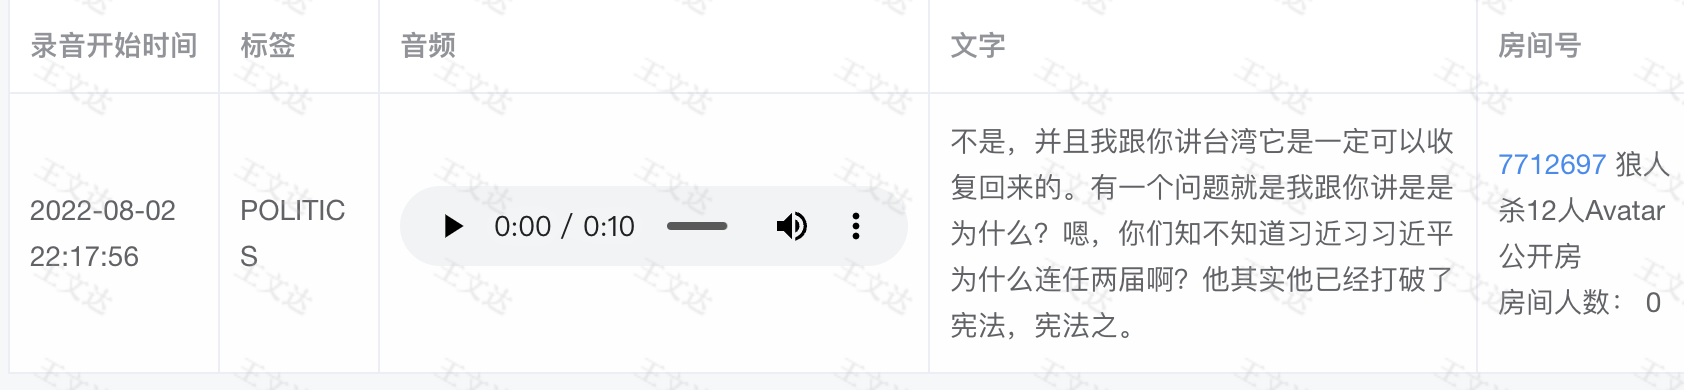 录音开始时间 标签 音频 文字 房间号
2022-08-02
22:17:56
POLITIC
S
0:00 / 0:10
不是，并且我跟你讲台湾它是一定可以收
复回来的。有一个问题就是我跟你讲是是
为什么？嗯，你们知不知道习近习习近平
为什么连任两届啊？他其实他已经打破了
宪法，宪法之。
7712697 狼人
杀12人Avatar
公开房
房间人数： 0
王文达